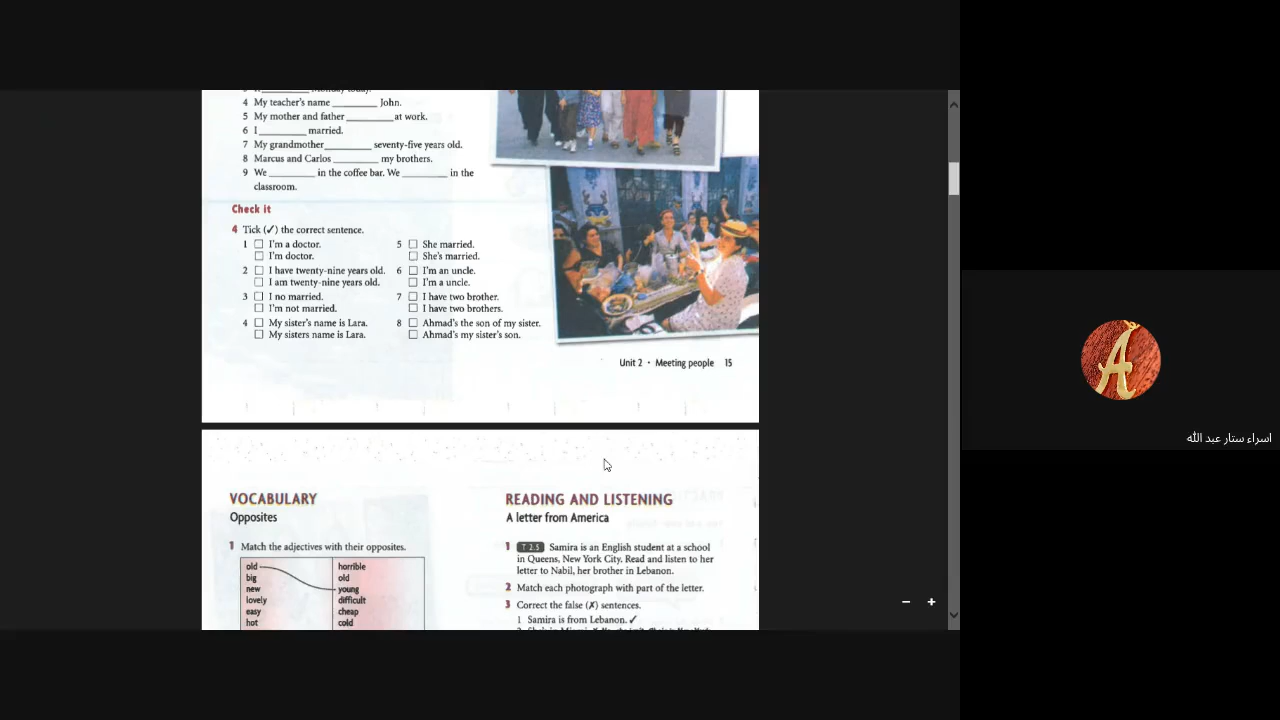 Monday today.
4 My teacher's name ________ John.
5 My mother and father ________ at work.
6 I ________ married.
7 My grandmother ________ seventy-five years old.
8 Marcus and Carlos ________ my brothers.
9 We ________ in the coffee bar. We ________ in the
classroom.
Check it
4 Tick (✓) the correct sentence.
1 ☐ I'm a doctor.
☐ I'm doctor.
2 ☐ I have twenty-nine years old.
☐ I am twenty-nine years old.
3 ☐ I no married.
☐ I'm not married.
4 ☐ My sister's name is Lara.
☐ My sisters name is Lara.
5 ☐ She married.
☐ She's married.
6 ☐ I'm an uncle.
☐ I'm a uncle.
7 ☐ I have two brother.
☐ I have two brothers.
8 ☐ Ahmad's the son of my sister.
☐ Ahmad's my sister's son.
Unit 2 · Meeting people 15
VOCABULARY
Opposites
1 Match the adjectives with their opposites.
old horrible
big old
new young
lovely difficult
easy cheap
hot cold
READING AND LISTENING
A letter from America
1 T 2.5 Samira is an English student at a school
in Queens, New York City. Read and listen to her
letter to Nabil, her brother in Lebanon.
2 Match each photograph with part of the letter.
3 Correct the false (✗) sentences.
1 Samira is from Lebanon. ✓
A
اسراء ستار عبد الله